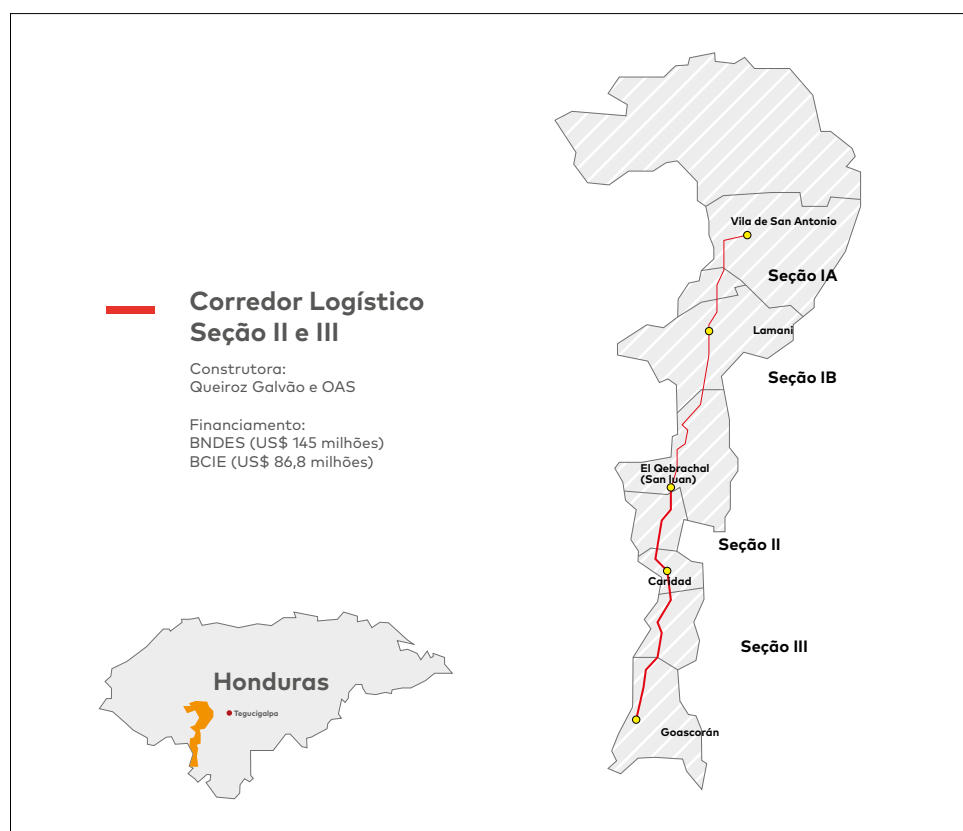 Corredor Logístico
Seção II e III
Construtora:
Queiroz Galvão e OAS
Financiamento:
BNDES (US$ 145 milhões)
BCIE (US$ 86,8 milhões)
Vila de San Antonio
Seção IA
Lamani
Seção IB
El Qebrachal
(San Juan)
Seção II
Caridad
Seção III
Goascorán
Honduras
Tegucigalpa